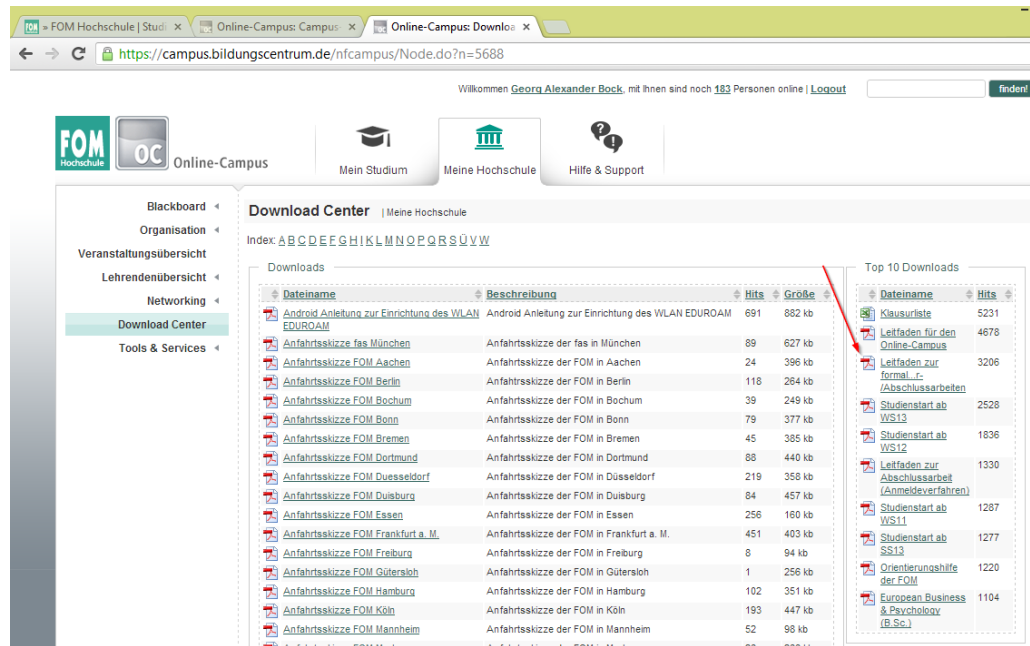 » FOM Hochschule | Studi
Online-Campus: Campus-
Online-Campus: Downloa
https://campus.bildungscentrum.de/nfcampus/Node.do?n=5688
Willkommen Georg Alexander Bock, mit Ihnen sind noch 183 Personen online | Logout
finden!
FOM
Hochschule
OC
Online-Campus
Mein Studium
Meine Hochschule
Hilfe & Support
Blackboard
Organisation
Veranstaltungsübersicht
Lehrendenübersicht
Networking
Download Center
Tools & Services
Download Center | Meine Hochschule
Index: A B C D E F G H I K L M N O P Q R S Ü V W
Downloads
Dateiname Beschreibung Hits Größe
Android Anleitung zur Einrichtung des WLAN EDUROAM Android Anleitung zur Einrichtung des WLAN EDUROAM 691 882 kb
Anfahrtsskizze fas München Anfahrtsskizze der fas in München 89 627 kb
Anfahrtsskizze FOM Aachen Anfahrtsskizze der FOM in Aachen 24 396 kb
Anfahrtsskizze FOM Berlin Anfahrtsskizze der FOM in Berlin 118 264 kb
Anfahrtsskizze FOM Bochum Anfahrtsskizze der FOM in Bochum 39 249 kb
Anfahrtsskizze FOM Bonn Anfahrtsskizze der FOM in Bonn 79 377 kb
Anfahrtsskizze FOM Bremen Anfahrtsskizze der FOM in Bremen 45 385 kb
Anfahrtsskizze FOM Dortmund Anfahrtsskizze der FOM in Dortmund 88 440 kb
Anfahrtsskizze FOM Duesseldorf Anfahrtsskizze der FOM in Düsseldorf 219 358 kb
Anfahrtsskizze FOM Duisburg Anfahrtsskizze der FOM in Duisburg 84 457 kb
Anfahrtsskizze FOM Essen Anfahrtsskizze der FOM in Essen 256 160 kb
Anfahrtsskizze FOM Frankfurt a. M. Anfahrtsskizze der FOM in Frankfurt a. M. 451 403 kb
Anfahrtsskizze FOM Freiburg Anfahrtsskizze der FOM in Freiburg 8 94 kb
Anfahrtsskizze FOM Gütersloh Anfahrtsskizze der FOM in Gütersloh 1 256 kb
Anfahrtsskizze FOM Hamburg Anfahrtsskizze der FOM in Hamburg 102 351 kb
Anfahrtsskizze FOM Köln Anfahrtsskizze der FOM in Köln 193 447 kb
Anfahrtsskizze FOM Mannheim Anfahrtsskizze der FOM in Mannheim 52 98 kb
Top 10 Downloads
Dateiname Hits
Klausurliste 5231
Leitfaden für den 4678
Online-Campus
Leitfaden zur 3206
formal...r-
/Abschlussarbeiten
Studienstart ab 2528
WS13
Studienstart ab 1836
WS12
Leitfaden zur 1330
Abschlussarbeit
(Anmeldeverfahren)
Studienstart ab 1287
WS11
Studienstart ab 1277
SS13
Orientierungshilfe 1220
der FOM
European Business 1104
& Psychology
(B.Sc.)